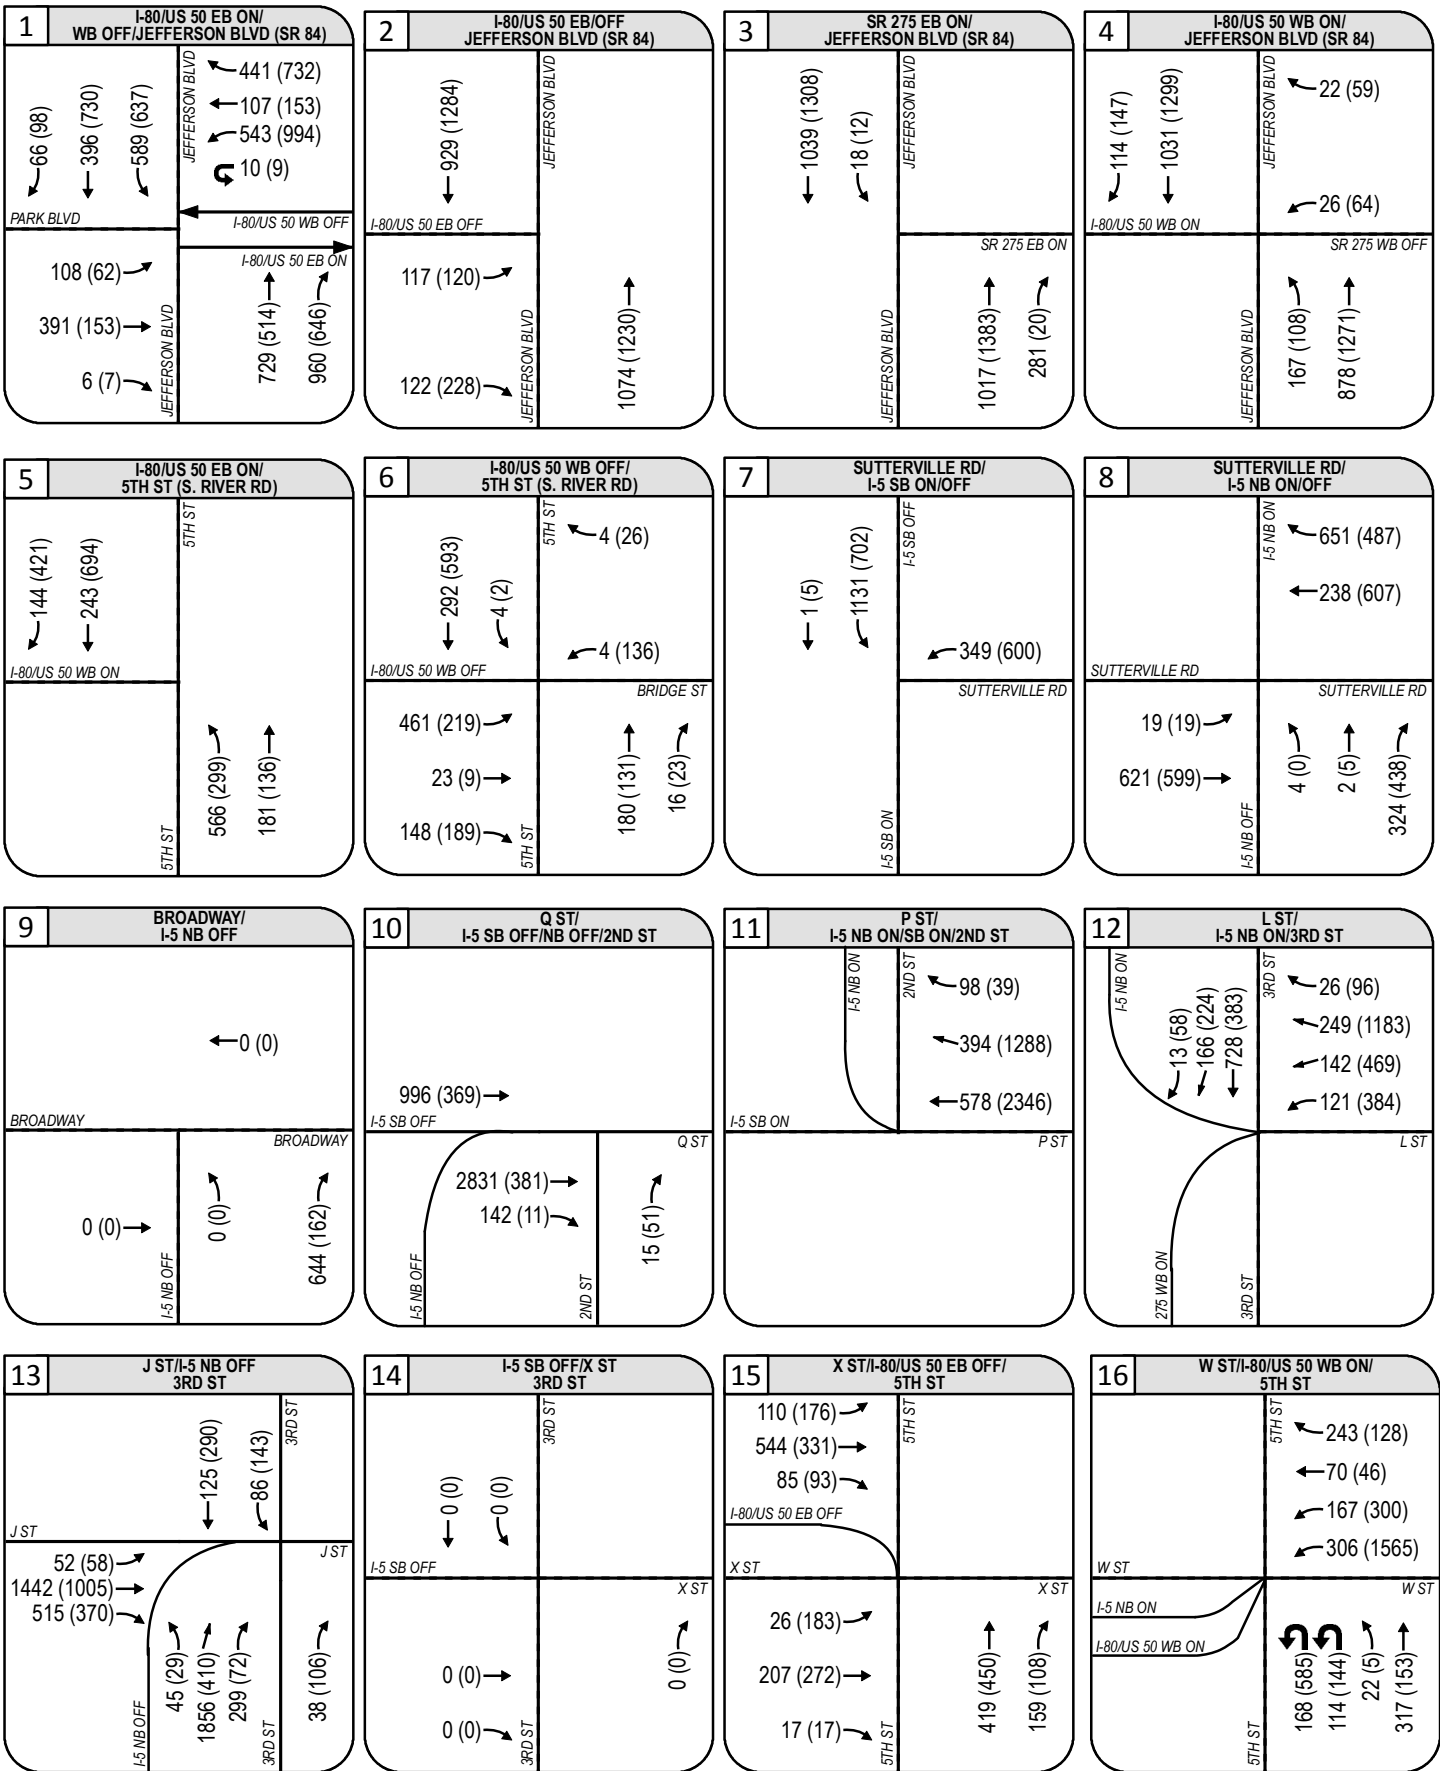 1
I-80/US 50 EB ON/
WB OFF/JEFFERSON BLVD (SR 84)
66 (98)
396 (730)
589 (637)
JEFFERSON BLVD
441 (732)
107 (153)
543 (994)
10 (9)
PARK BLVD
I-80/US 50 WB OFF
I-80/US 50 EB ON
108 (62)
391 (153)
6 (7)
JEFFERSON BLVD
729 (514)
960 (646)
2
I-80/US 50 EB/OFF
JEFFERSON BLVD (SR 84)
929 (1284)
JEFFERSON BLVD
I-80/US 50 EB OFF
117 (120)
122 (228)
JEFFERSON BLVD
1074 (1230)
3
SR 275 EB ON/
JEFFERSON BLVD (SR 84)
1039 (1308)
18 (12)
JEFFERSON BLVD
SR 275 EB ON
JEFFERSON BLVD
1017 (1383)
281 (20)
4
I-80/US 50 WB ON/
JEFFERSON BLVD (SR 84)
114 (147)
1031 (1299)
JEFFERSON BLVD
22 (59)
26 (64)
I-80/US 50 WB ON
SR 275 WB OFF
JEFFERSON BLVD
167 (108)
878 (1271)
5
I-80/US 50 EB ON/
5TH ST (S. RIVER RD)
144 (421)
243 (694)
5TH ST
I-80/US 50 WB ON
5TH ST
566 (299)
181 (136)
6
I-80/US 50 WB OFF/
5TH ST (S. RIVER RD)
292 (593)
4 (2)
5TH ST
4 (26)
4 (136)
I-80/US 50 WB OFF
BRIDGE ST
461 (219)
23 (9)
148 (189)
5TH ST
180 (131)
16 (23)
7
SUTTERVILLE RD/
I-5 SB ON/OFF
1 (5)
1131 (702)
I-5 SB OFF
349 (600)
SUTTERVILLE RD
I-5 SB ON
8
SUTTERVILLE RD/
I-5 NB ON/OFF
I-5 NB ON
651 (487)
238 (607)
SUTTERVILLE RD
SUTTERVILLE RD
19 (19)
621 (599)
I-5 NB OFF
4 (0)
2 (5)
324 (438)
9
BROADWAY/
I-5 NB OFF
0 (0)
BROADWAY
BROADWAY
0 (0)
I-5 NB OFF
0 (0)
644 (162)
10
Q ST/
I-5 SB OFF/NB OFF/2ND ST
996 (369)
I-5 SB OFF
Q ST
2831 (381)
142 (11)
I-5 NB OFF
2ND ST
15 (51)
11
P ST/
I-5 NB ON/SB ON/2ND ST
I-5 NB ON
2ND ST
98 (39)
394 (1288)
578 (2346)
I-5 SB ON
P ST
12
L ST/
I-5 NB ON/3RD ST
I-5 NB ON
13 (58)
166 (224)
728 (383)
3RD ST
26 (96)
249 (1183)
142 (469)
121 (384)
L ST
275 WB ON
3RD ST
13
J ST/I-5 NB OFF
3RD ST
125 (290)
86 (143)
3RD ST
J ST
J ST
52 (58)
1442 (1005)
515 (370)
I-5 NB OFF
45 (29)
1856 (410)
299 (72)
3RD ST
38 (106)
14
I-5 SB OFF/X ST
3RD ST
0 (0)
0 (0)
3RD ST
I-5 SB OFF
X ST
0 (0)
0 (0)
3RD ST
0 (0)
15
X ST/I-80/US 50 EB OFF/
5TH ST
110 (176)
544 (331)
85 (93)
5TH ST
I-80/US 50 EB OFF
X ST
X ST
26 (183)
207 (272)
17 (17)
5TH ST
419 (450)
159 (108)
16
W ST/I-80/US 50 WB ON/
5TH ST
5TH ST
243 (128)
70 (46)
167 (300)
306 (1565)
W ST
W ST
I-5 NB ON
I-80/US 50 WB ON
5TH ST
168 (585)
114 (144)
22 (5)
317 (153)